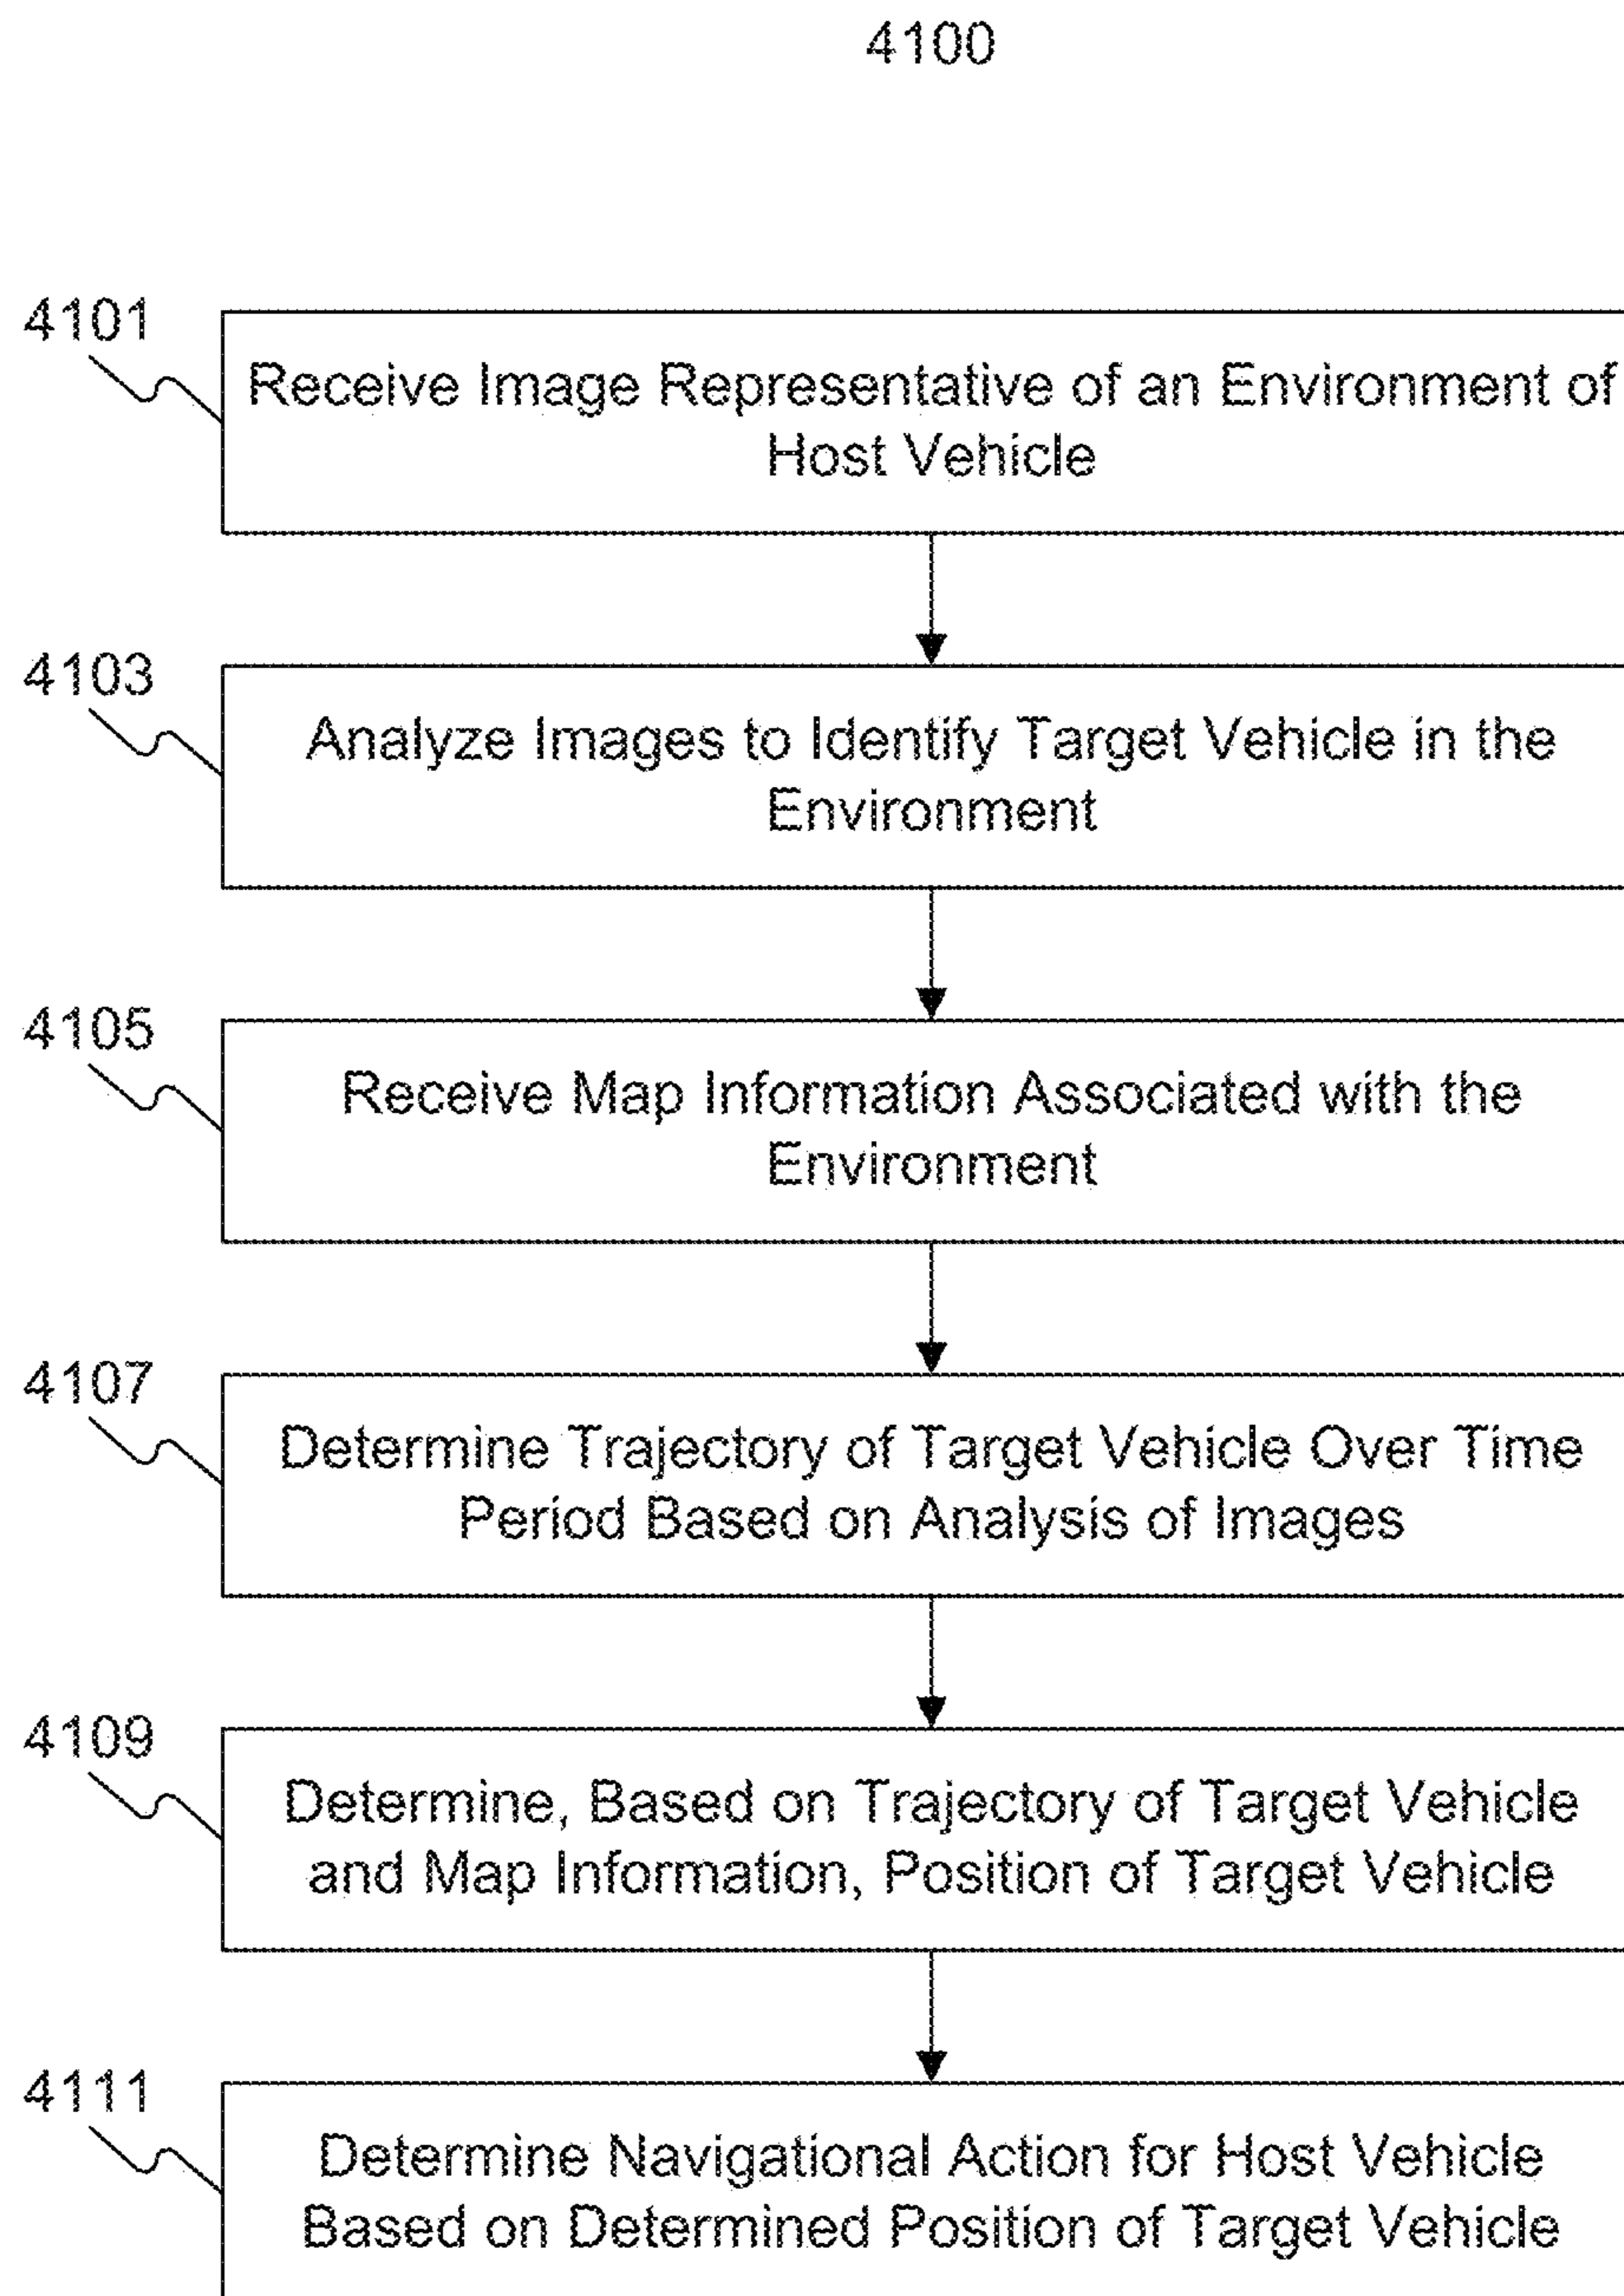 4100
4101
Receive Image Representative of an Environment of
Host Vehicle
4103
Analyze Images to Identify Target Vehicle in the
Environment
4105
Receive Map Information Associated with the
Environment
4107
Determine Trajectory of Target Vehicle Over Time
Period Based on Analysis of Images
4109
Determine, Based on Trajectory of Target Vehicle
and Map Information, Position of Target Vehicle
4111
Determine Navigational Action for Host Vehicle
Based on Determined Position of Target Vehicle